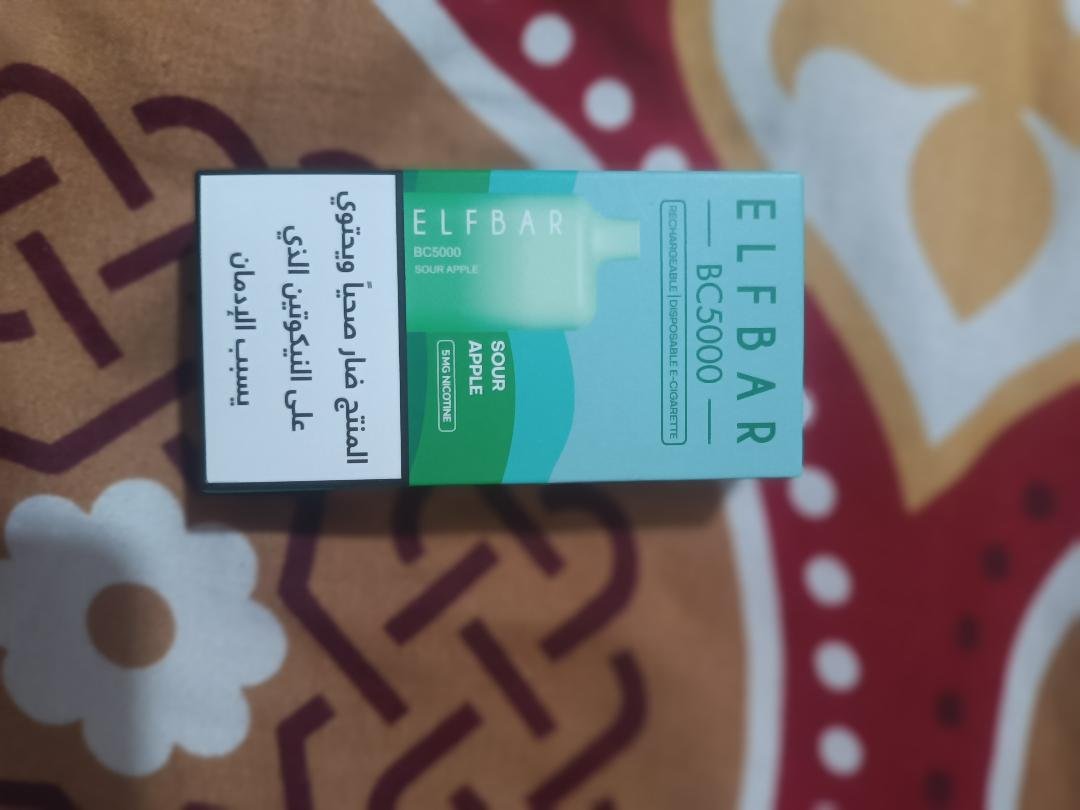 ELFBAR
BC5000
RECHARGEABLE | DISPOSABLE E-CIGARETTE
ELFBAR
BC5000
SOUR APPLE
SOUR
APPLE
5MG NICOTINE
المنتج ضار صحياً ويحتوي
على النيكوتين الذي
يسبب الإدمان